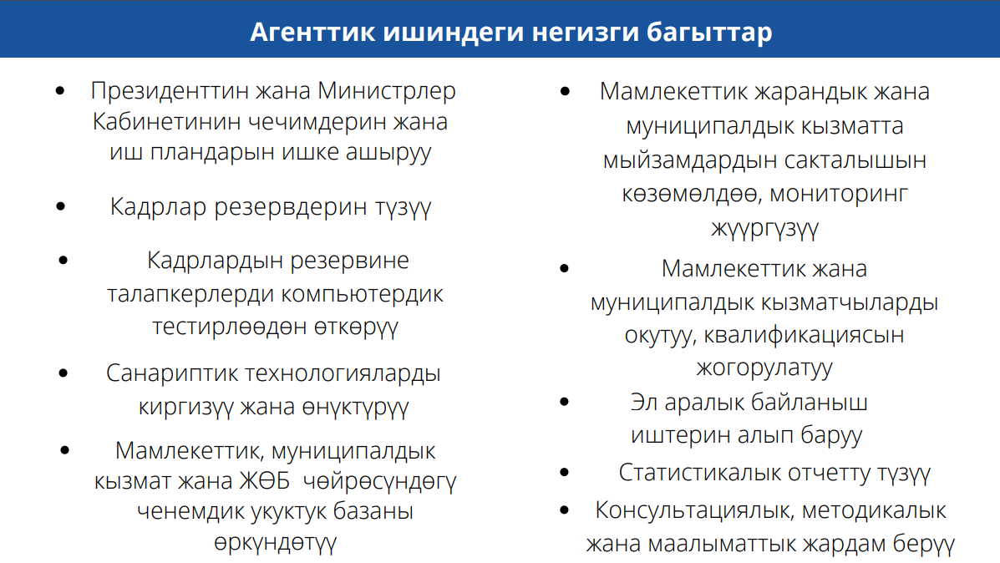 Агенттик ишиндеги негизги багыттар
• Президенттин жана Министрлер
Кабинетинин чечимдерин жана
иш пландарын ишке ашыруу
• Кадрлар резервдерин түзүү
• Кадрлардын резервине
талапкерлерди компьютердик
тестирлөөдөн өткөрүү
• Санариптик технологияларды
киргизүү жана өнүктүрүү
• Мамлекеттик, муниципалдык
кызмат жана ЖӨБ чөйрөсүндөгү
ченемдик укуктук базаны
өркүндөтүү
• Мамлекеттик жарандык жана
муниципалдык кызматта
мыйзамдардын сакталышын
көзөмөлдөө, мониторинг
жүүргүзүү
• Мамлекеттик жана
муниципалдык кызматчыларды
окутуу, квалификациясын
жогорулатуу
• Эл аралык байланыш
иштерин алып баруу
• Статистикалык отчетту түзүү
• Консультациялык, методикалык
жана маалыматтык жардам берүү